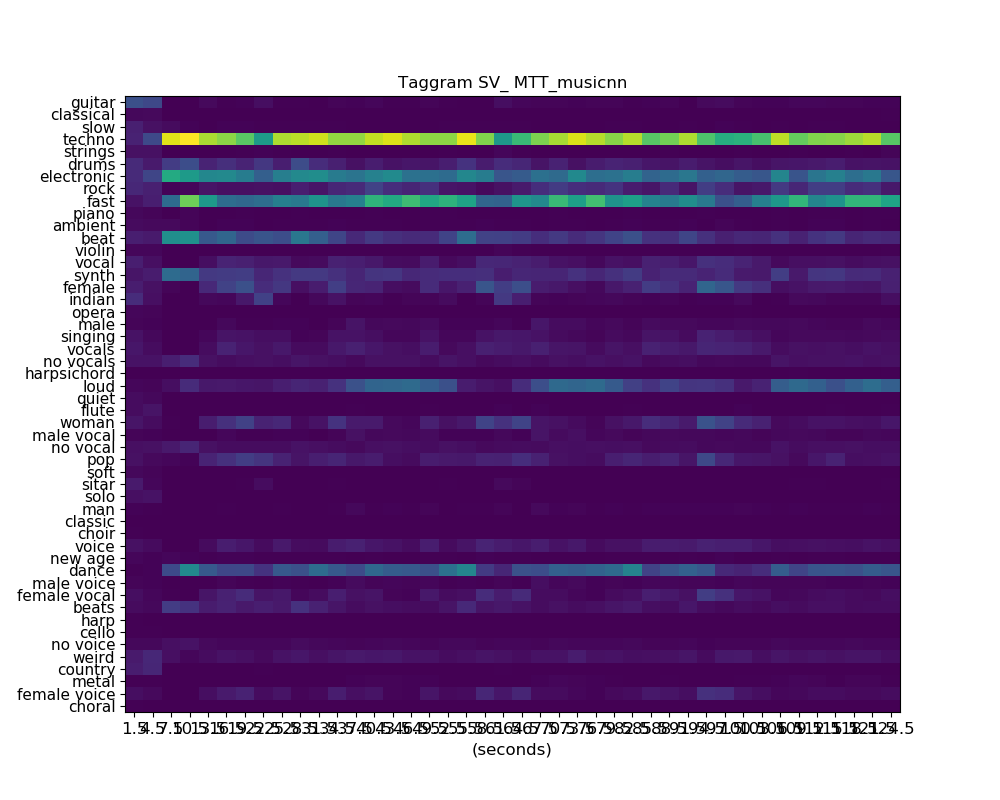 Taggram SV_ MTT_musicnn
guitar
classical
slow
techno
strings
drums
electronic
rock
fast
piano
ambient
beat
violin
vocal
synth
female
indian
opera
male
singing
vocals
no vocals
harpsichord
loud
quiet
flute
woman
male vocal
no vocal
pop
soft
sitar
solo
man
classic
choir
voice
new age
dance
male voice
female vocal
beats
harp
cello
no voice
weird
country
metal
female voice
choral
(seconds)